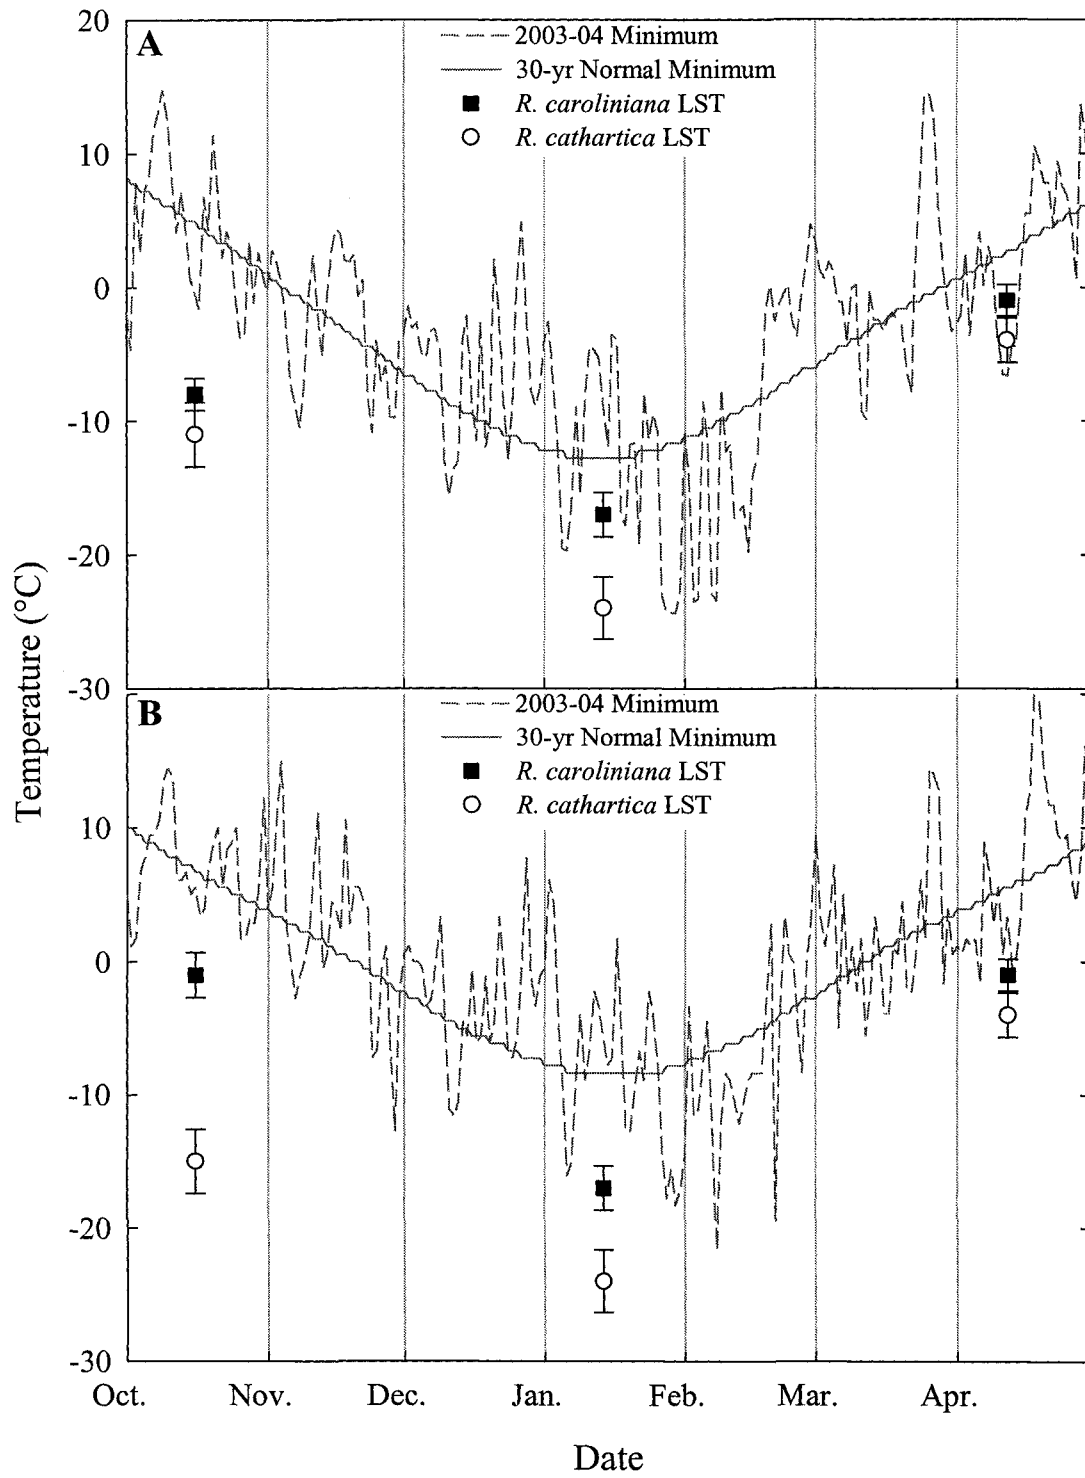 20
A
2003-04 Minimum
30-yr Normal Minimum
R. caroliniana LST
R. cathartica LST
10
0
-10
-20
-30
B
2003-04 Minimum
30-yr Normal Minimum
R. caroliniana LST
R. cathartica LST
10
0
-10
-20
-30
Temperature (°C)
Oct. Nov. Dec. Jan. Feb. Mar. Apr.
Date